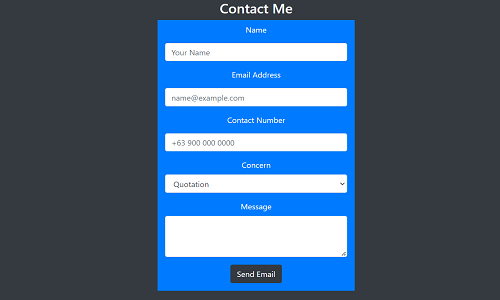 Contact Me
Name
Your Name
Email Address
name@example.com
Contact Number
+63 900 000 0000
Concern
Quotation
Message
Send Email